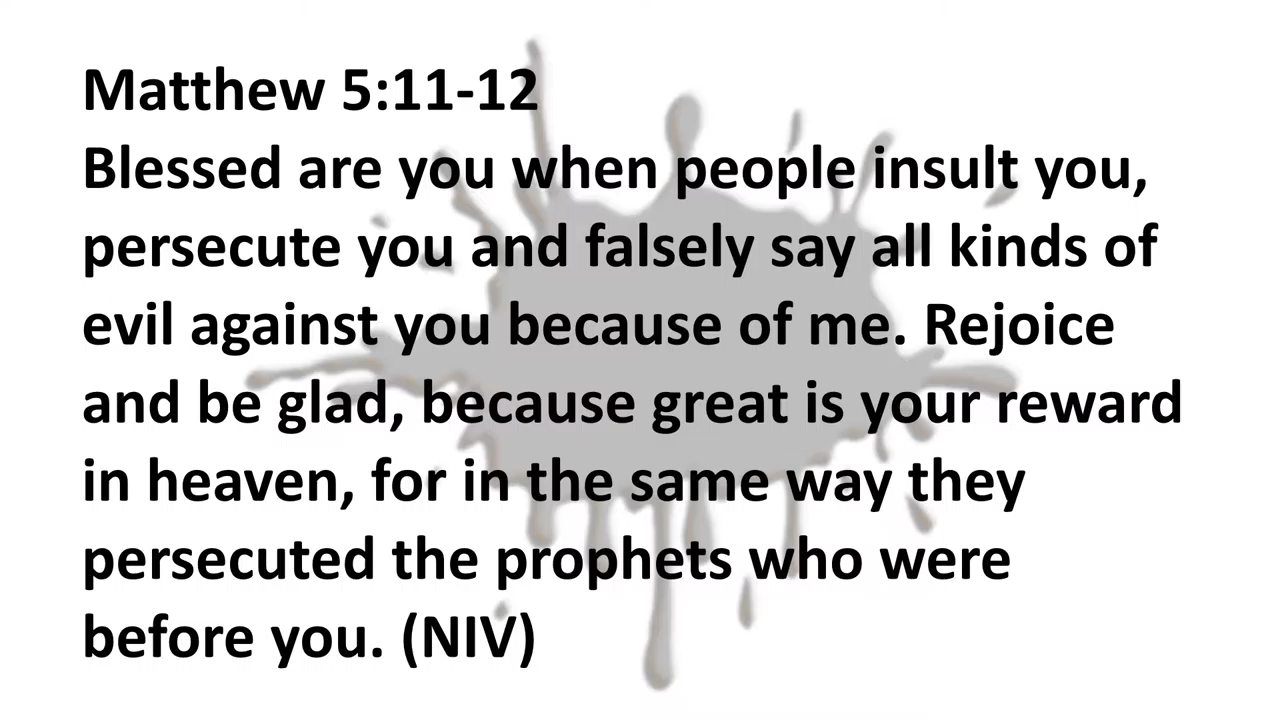 Matthew 5:11-12
Blessed are you when people insult you,
persecute you and falsely say all kinds of
evil against you because of me. Rejoice
and be glad, because great is your reward
in heaven, for in the same way they
persecuted the prophets who were
before you. (NIV)